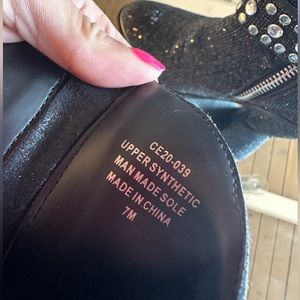 CE20-039
UPPER SYNTHETIC
MAN MADE SOLE
MADE IN CHINA
7M